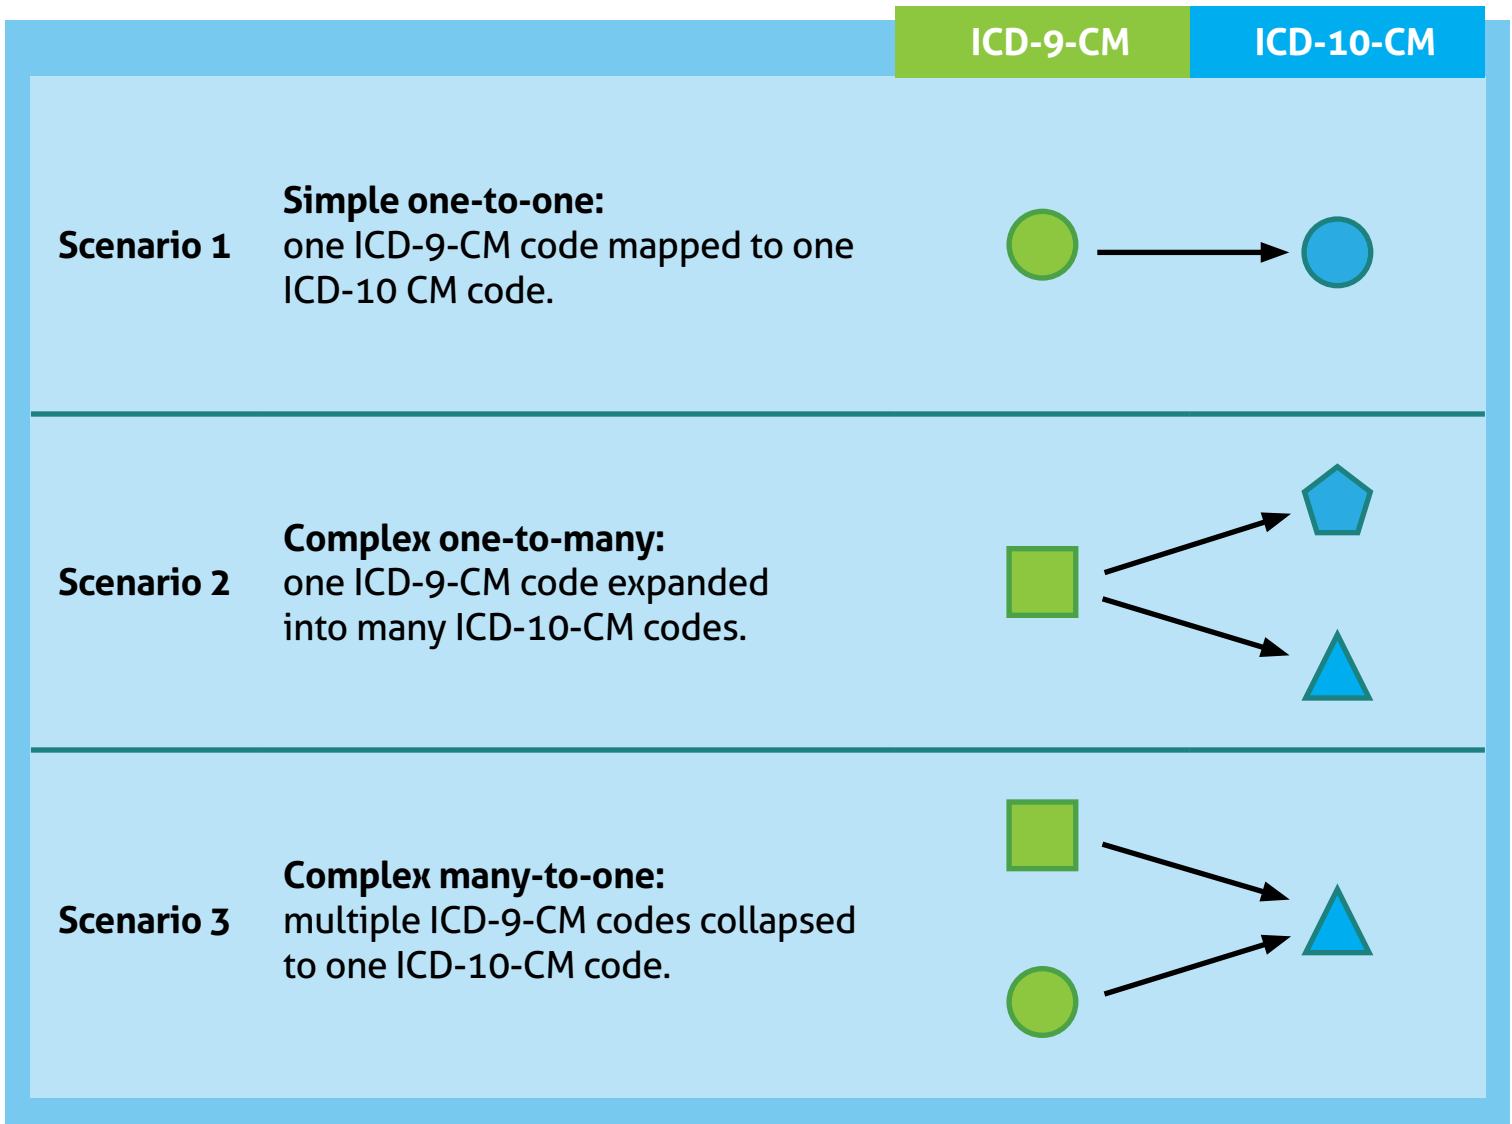 ICD-9-CM
ICD-10-CM
Scenario 1
Simple one-to-one:
one ICD-9-CM code mapped to one
ICD-10 CM code.
Scenario 2
Complex one-to-many:
one ICD-9-CM code expanded
into many ICD-10-CM codes.
Scenario 3
Complex many-to-one:
multiple ICD-9-CM codes collapsed
to one ICD-10-CM code.